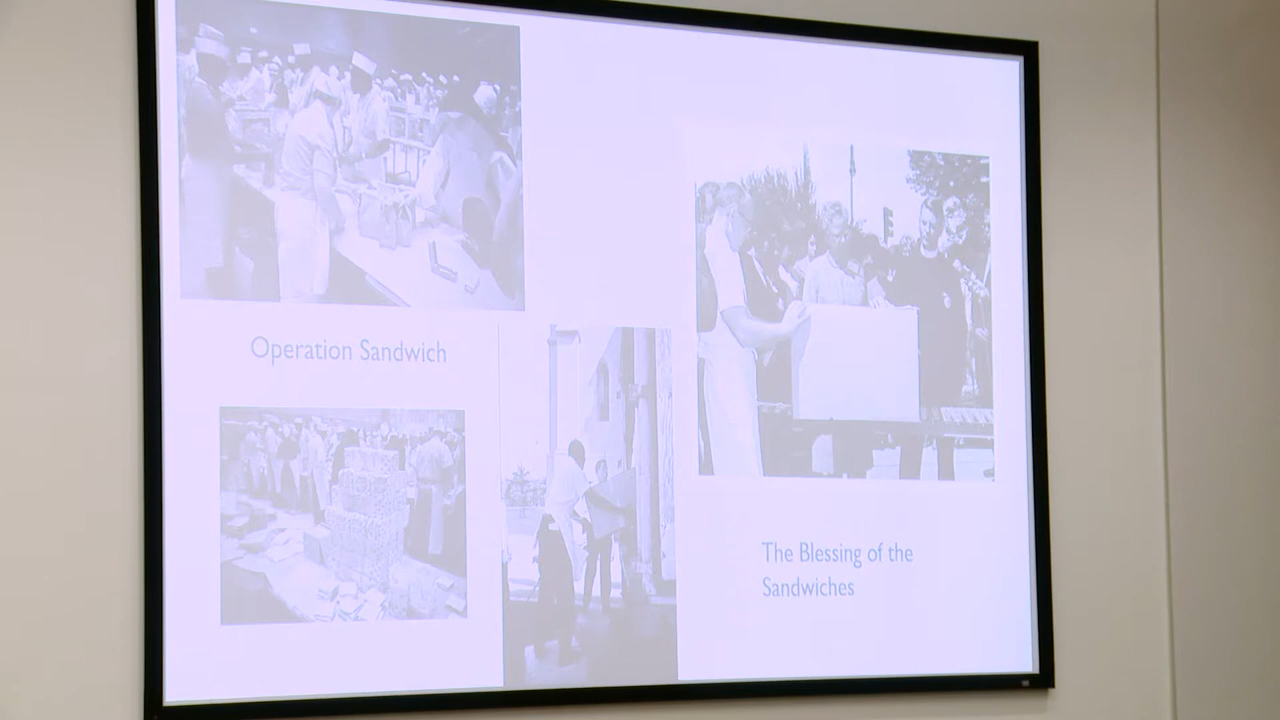 Operation Sandwich
The Blessing of the
Sandwiches